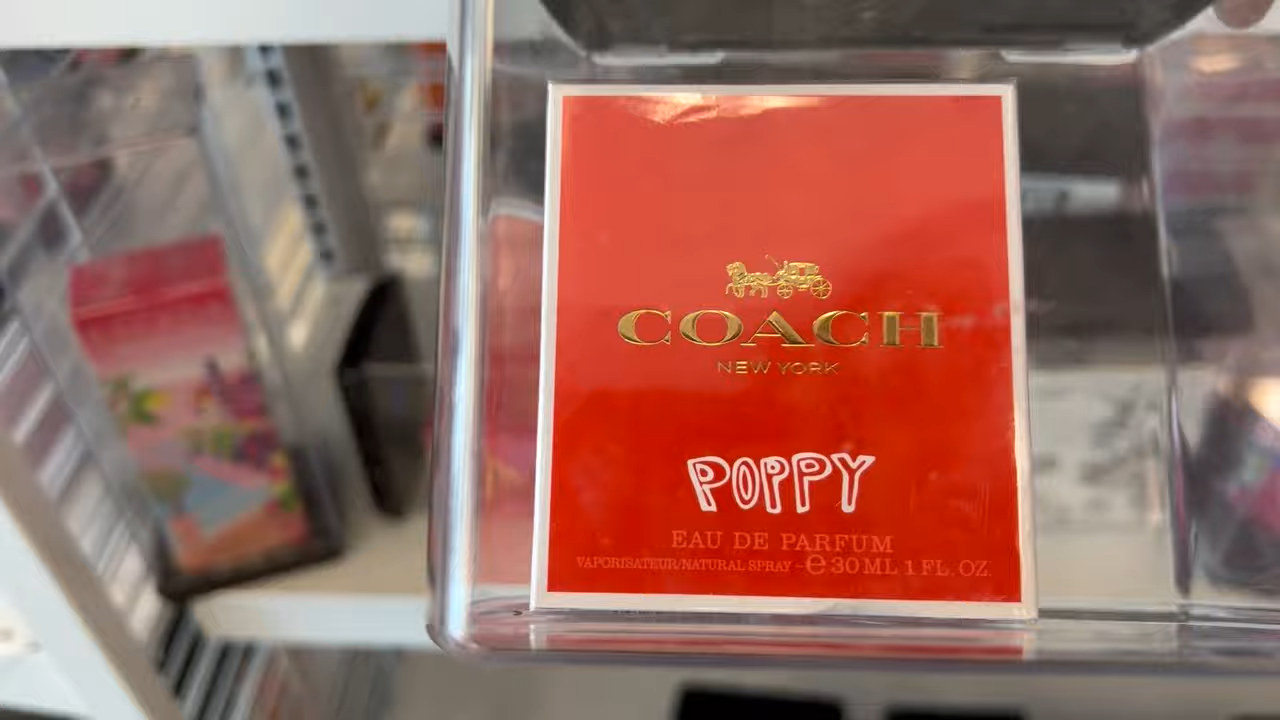 COACH
NEW YORK
POPPY
EAU DE PARFUM
VAPORISATEUR/NATURAL SPRAY - ℮ 30 ML 1 FL. OZ.